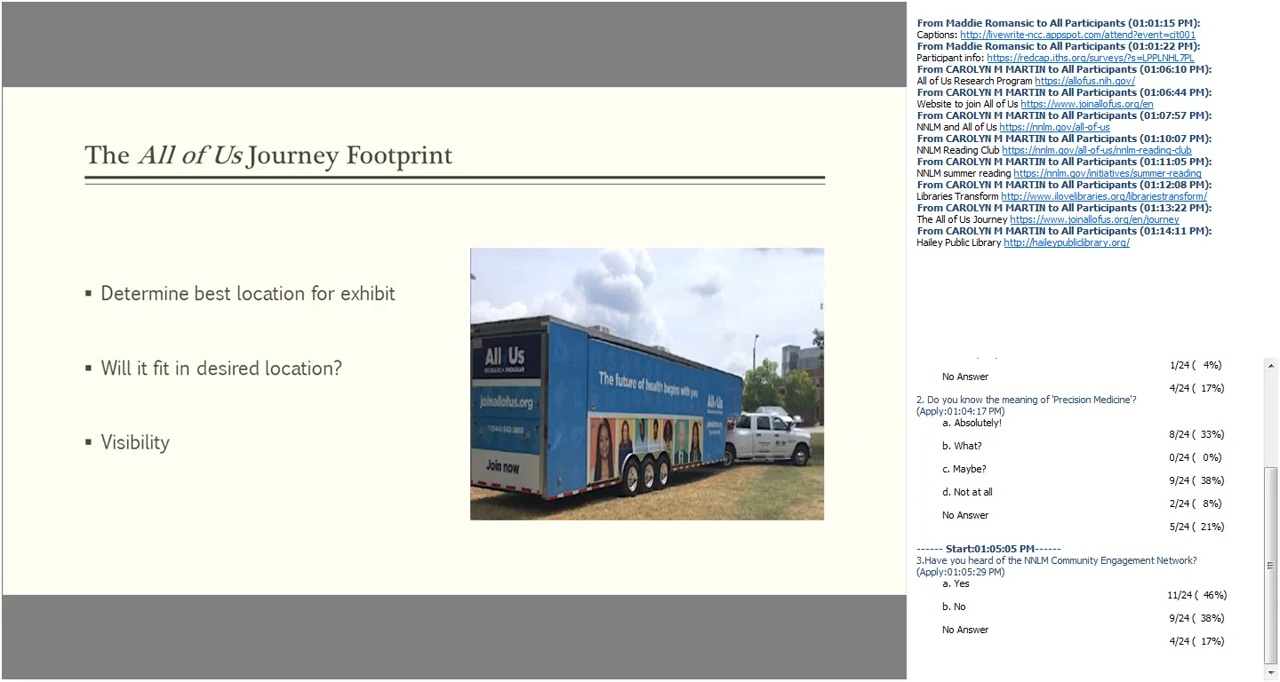 The All of Us Journey Footprint
▪ Determine best location for exhibit
▪ Will it fit in desired location?
▪ Visibility
All of Us
RESEARCH PROGRAM
joinallofus.org
Join now
The future of health begins with you
All of Us
From Maddie Romansic to All Participants (01:01:15 PM):
Captions: http://livewrite-ncc.appspot.com/attend?event=cit001
From Maddie Romansic to All Participants (01:01:22 PM):
Participant info: https://redcap.iths.org/surveys/?s=LPPLNHL7PL
From CAROLYN M MARTIN to All Participants (01:06:10 PM):
All of Us Research Program https://allofus.nih.gov/
From CAROLYN M MARTIN to All Participants (01:06:44 PM):
Website to join All of Us https://www.joinallofus.org/en
From CAROLYN M MARTIN to All Participants (01:07:57 PM):
NNLM and All of Us https://nnlm.gov/all-of-us
From CAROLYN M MARTIN to All Participants (01:10:07 PM):
NNLM Reading Club https://nnlm.gov/all-of-us/nnlm-reading-club
From CAROLYN M MARTIN to All Participants (01:11:05 PM):
NNLM summer reading https://nnlm.gov/initiatives/summer-reading
From CAROLYN M MARTIN to All Participants (01:12:08 PM):
Libraries Transform http://www.ilovelibraries.org/librariestransform/
From CAROLYN M MARTIN to All Participants (01:13:22 PM):
The All of Us Journey https://www.joinallofus.org/en/journey
From CAROLYN M MARTIN to All Participants (01:14:11 PM):
Hailey Public Library http://haileypubliclibrary.org/
1/24 ( 4%)
No Answer
4/24 ( 17%)
2. Do you know the meaning of 'Precision Medicine'?
(Apply:01:04:17 PM)
a. Absolutely!
8/24 ( 33%)
b. What?
0/24 ( 0%)
c. Maybe?
9/24 ( 38%)
d. Not at all
2/24 ( 8%)
No Answer
5/24 ( 21%)
------ Start:01:05:05 PM------
3.Have you heard of the NNLM Community Engagement Network?
(Apply:01:05:29 PM)
a. Yes
11/24 ( 46%)
b. No
9/24 ( 38%)
No Answer
4/24 ( 17%)